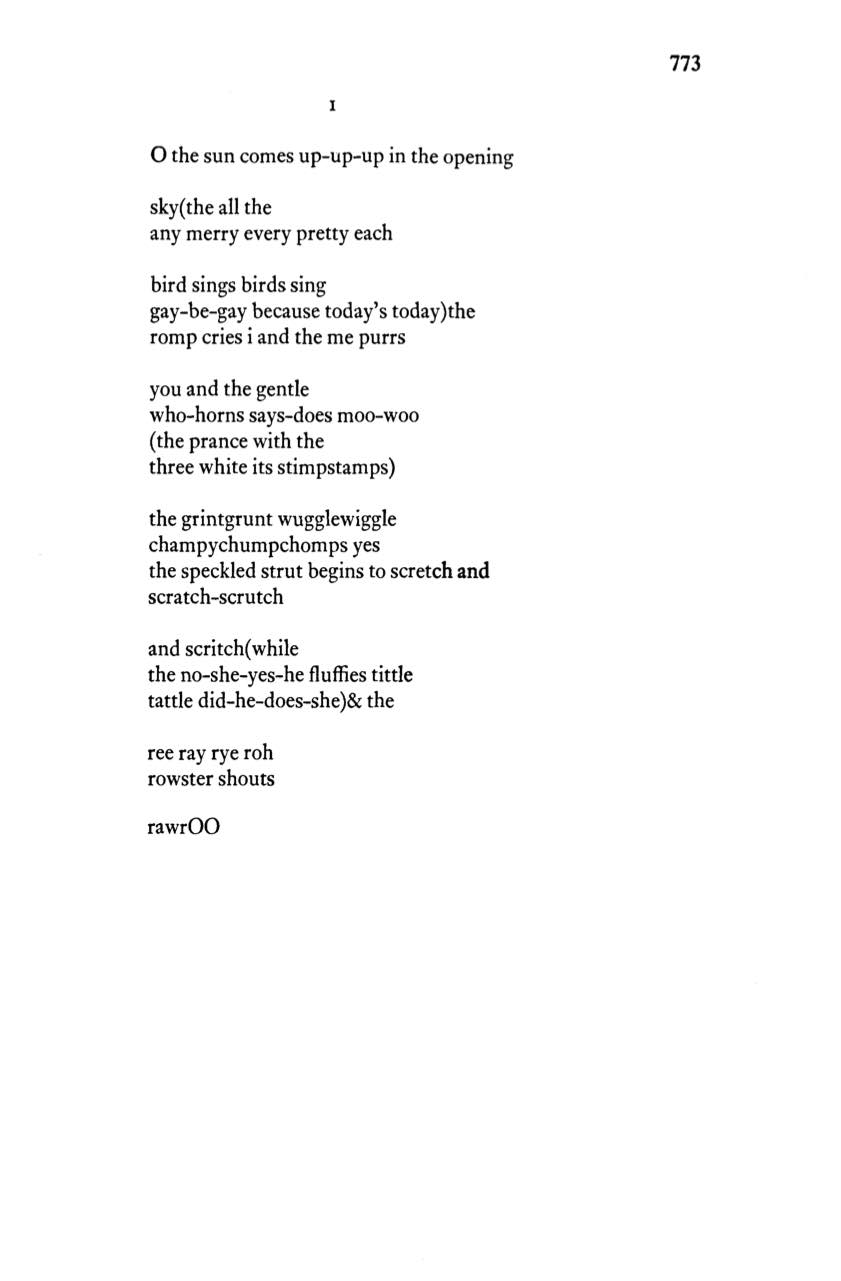 773
I
O the sun comes up-up-up in the opening
sky(the all the
any merry every pretty each
bird sings birds sing
gay-be-gay because today's today)the
romp cries i and the me purrs
you and the gentle
who-horns says-does moo-woo
(the prance with the
three white its stimpstamps)
the grintgrunt wugglewiggle
champychumpchomps yes
the speckled strut begins to scretch and
scratch-scrutch
and scritch(while
the no-she-yes-he fluffies tittle
tattle did-he-does-she)& the
ree ray rye roh
rowster shouts
rawrOO